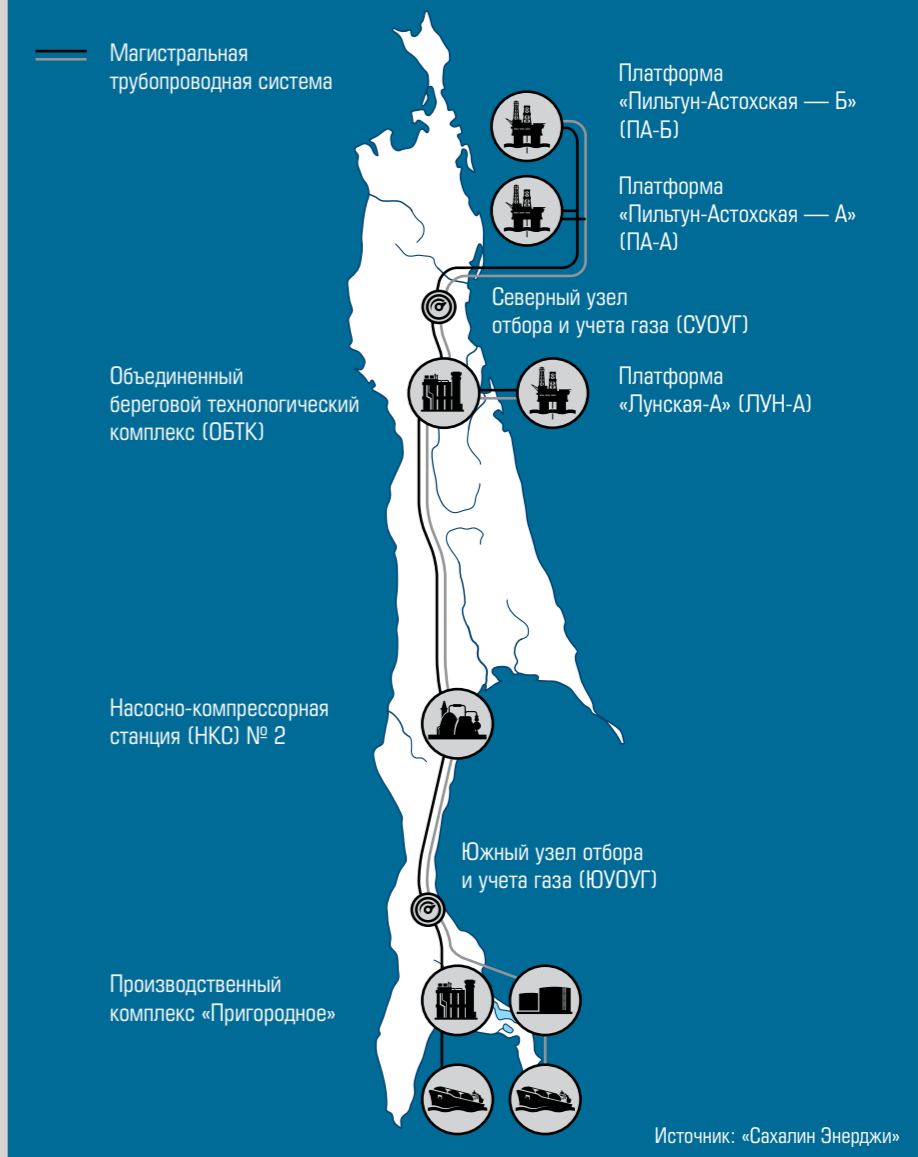 Магистральная
трубопроводная система
Платформа
«Пильтун-Астохская — Б»
(ПА-Б)
Платформа
«Пильтун-Астохская — А»
(ПА-А)
Северный узел
отбора и учета газа (СУОУГ)
Объединенный
береговой технологический
комплекс (ОБТК)
Платформа
«Лунская-А» (ЛУН-А)
Насосно-компрессорная
станция (НКС) № 2
Южный узел отбора
и учета газа (ЮУОУГ)
Производственный
комплекс «Пригородное»
Источник: «Сахалин Энерджи»